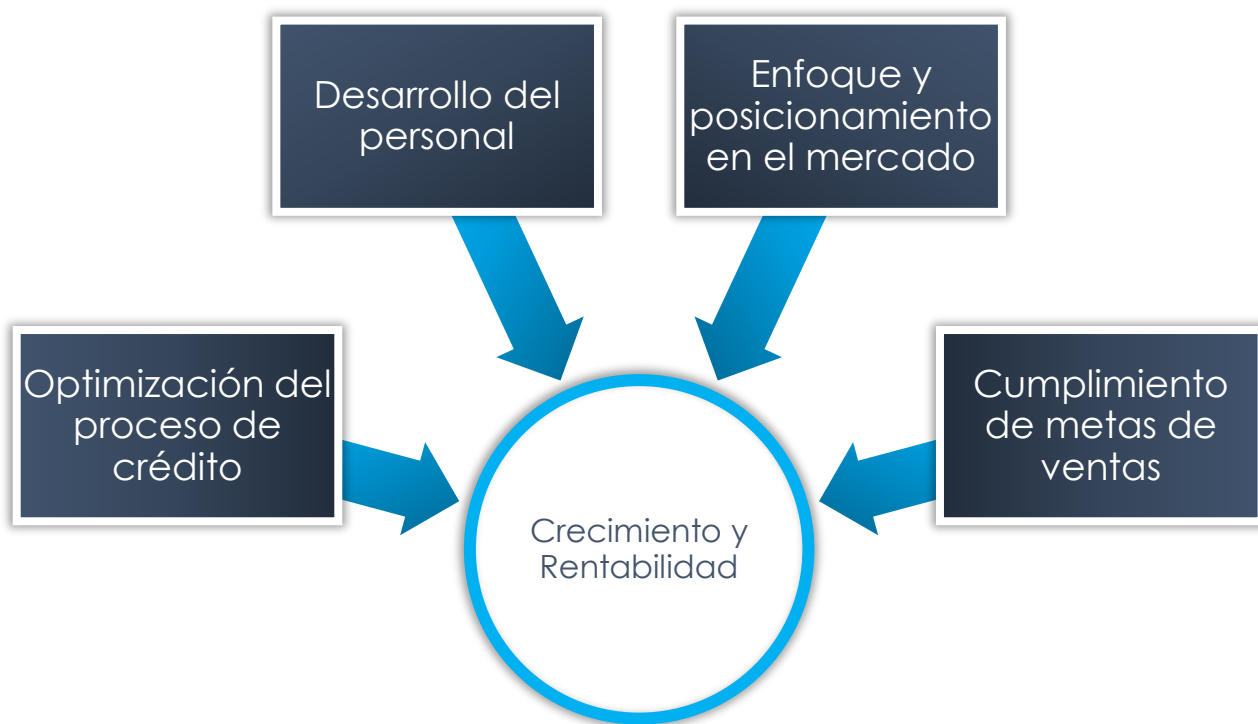 Desarrollo del
personal
Enfoque y
posicionamiento
en el mercado
Optimización del
proceso de
crédito
Cumplimiento
de metas de
ventas
Crecimiento y
Rentabilidad